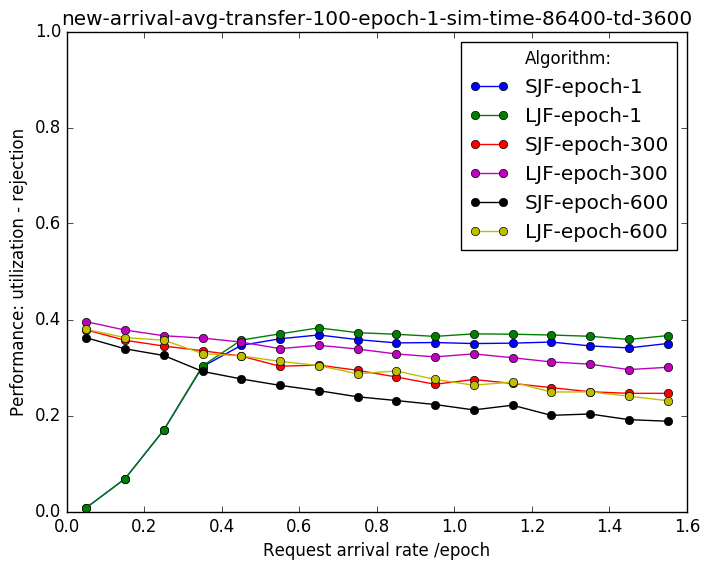 new-arrival-avg-transfer-100-epoch-1-sim-time-86400-td-3600
1.0
0.8
0.6
0.4
0.2
0.0
Performance: utilization - rejection
Algorithm:
SJF-epoch-1
LJF-epoch-1
SJF-epoch-300
LJF-epoch-300
SJF-epoch-600
LJF-epoch-600
0.0 0.2 0.4 0.6 0.8 1.0 1.2 1.4 1.6
Request arrival rate /epoch